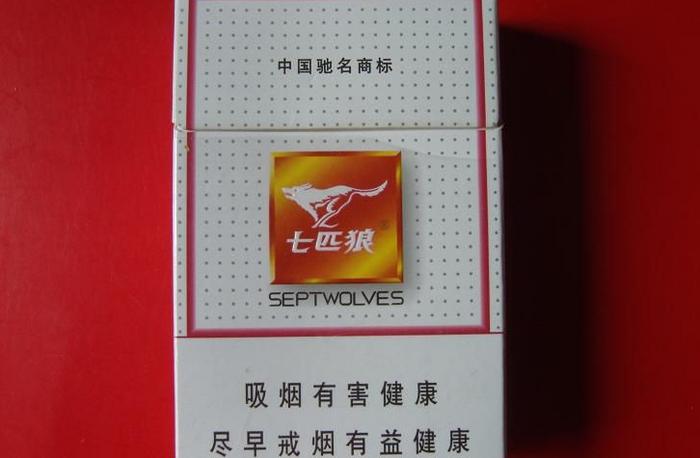 中国驰名商标
七匹狼
SEPTWOLVES
吸烟有害健康
尽早戒烟有益健康